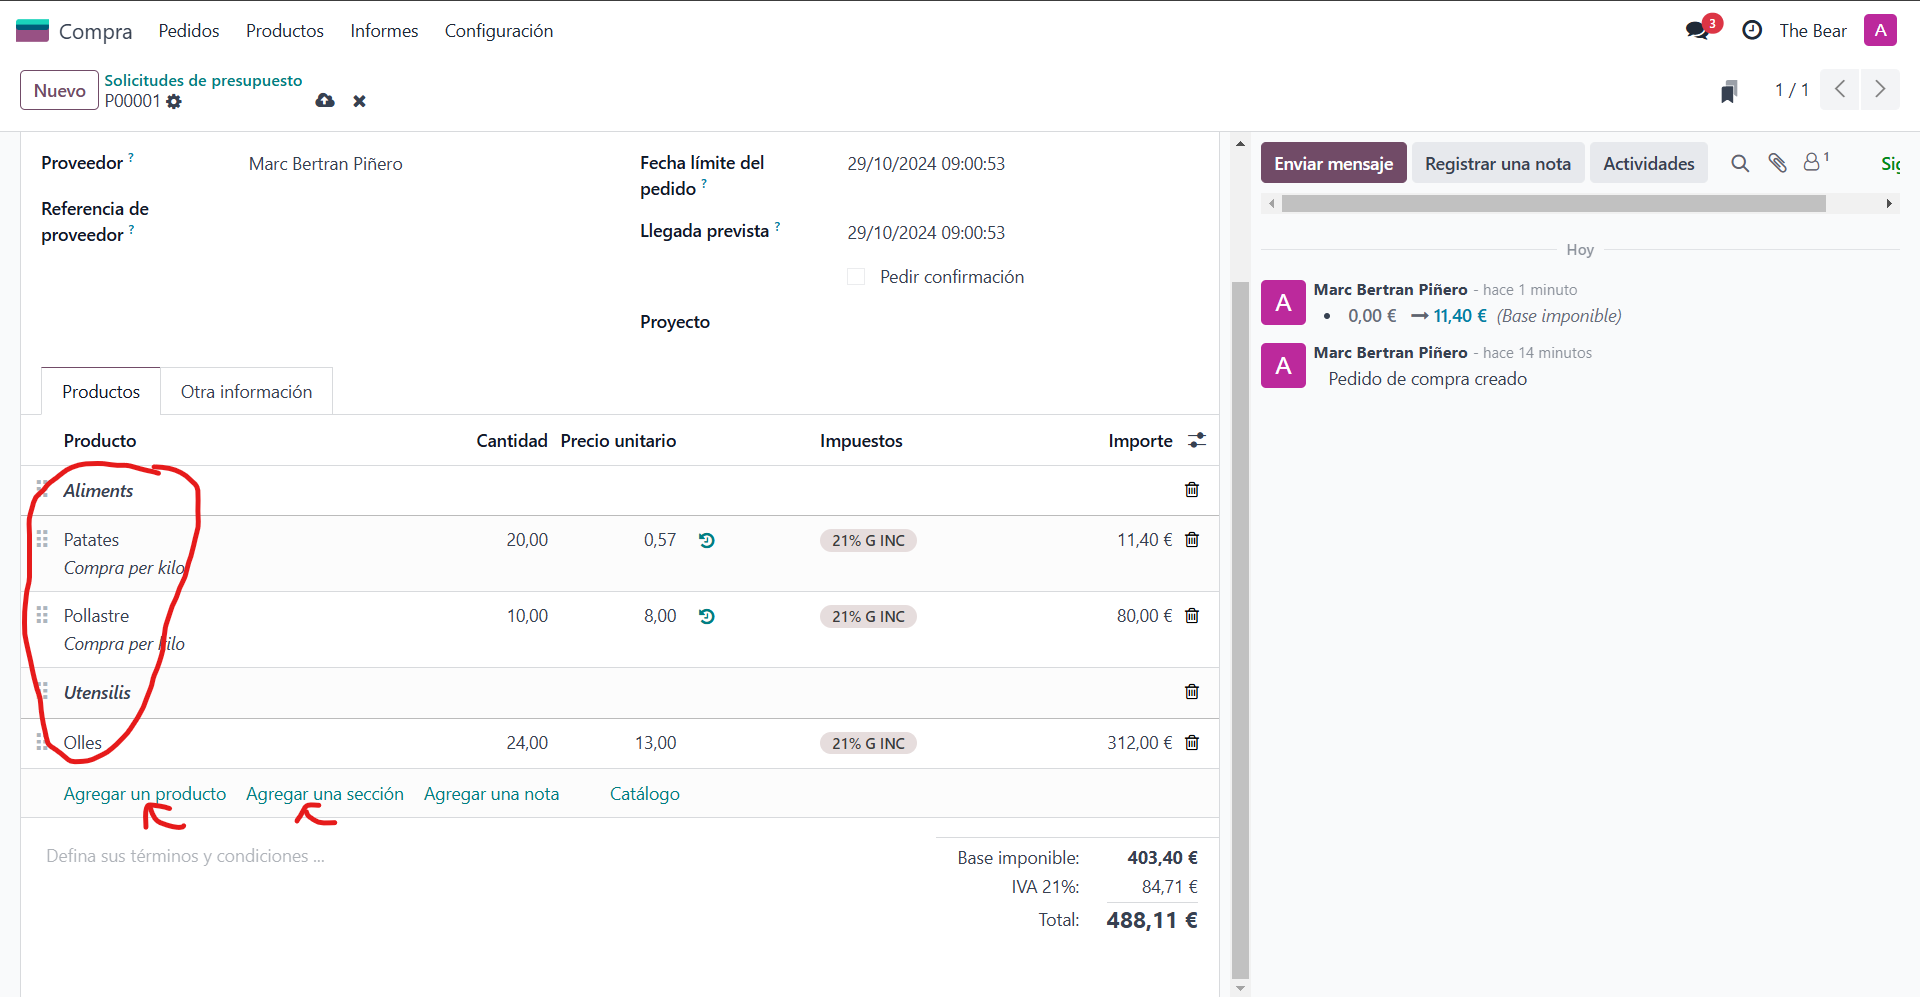 Compra Pedidos Productos Informes Configuración 3 The Bear A
Nuevo Solicitudes de presupuesto
P00001 1 / 1
Proveedor ? Marc Bertran Piñero Fecha límite del pedido ? 29/10/2024 09:00:53
Referencia de proveedor ?
Llegada prevista ? 29/10/2024 09:00:53
Pedir confirmación
Proyecto
Productos Otra información
Producto Cantidad Precio unitario Impuestos Importe
Aliments
Patates 20,00 0,57 21% G INC 11,40 €
Compra per kilo
Pollastre 10,00 8,00 21% G INC 80,00 €
Compra per kilo
Utensilis
Olles 24,00 13,00 21% G INC 312,00 €
Agregar un producto Agregar una sección Agregar una nota Catálogo
Defina sus términos y condiciones ...
Base imponible: 403,40 €
IVA 21%: 84,71 €
Total: 488,11 €
Enviar mensaje Registrar una nota Actividades 1 Sig
Hoy
A Marc Bertran Piñero - hace 1 minuto
0,00 € → 11,40 € (Base imponible)
A Marc Bertran Piñero - hace 14 minutos
Pedido de compra creado